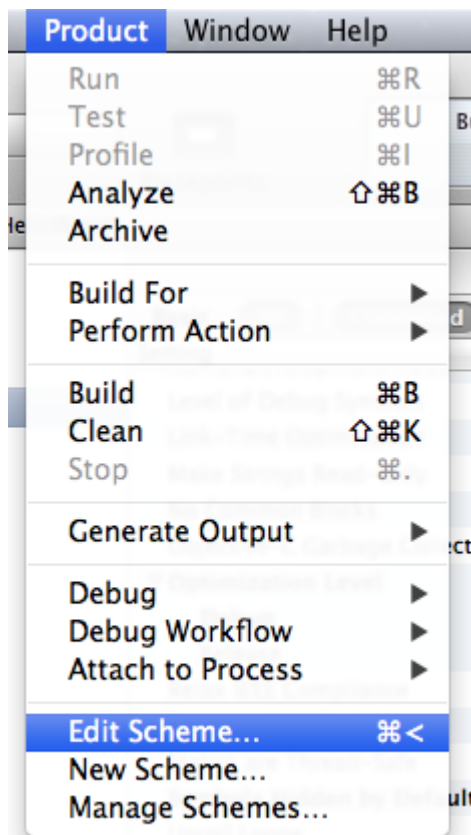 Product Window Help
Run ⌘R
Test ⌘U
Profile ⌘I
Analyze ⇧⌘B
Archive
Build For ▶
Perform Action ▶
Build ⌘B
Clean ⇧⌘K
Stop ⌘.
Generate Output ▶
Debug ▶
Debug Workflow ▶
Attach to Process ▶
Edit Scheme... ⌘<
New Scheme...
Manage Schemes...